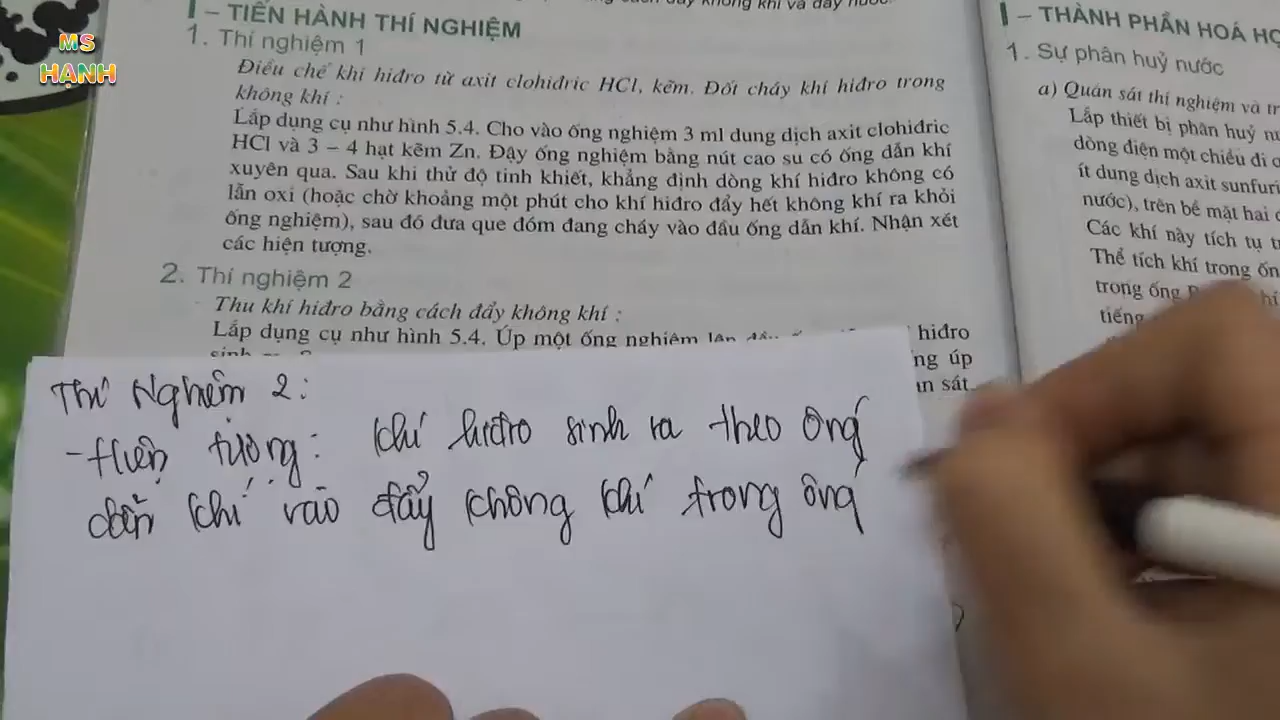 MS
HẠNH
I – TIẾN HÀNH THÍ NGHIỆM
1. Thí nghiệm 1
Điều chế khí hiđro từ axit clohiđric HCl, kẽm. Đốt cháy khí hiđro trong
không khí :
Lắp dụng cụ như hình 5.4. Cho vào ống nghiệm 3 ml dung dịch axit clohiđric
HCl và 3 – 4 hạt kẽm Zn. Đậy ống nghiệm bằng nút cao su có ống dẫn khí
xuyên qua. Sau khi thử độ tinh khiết, khẳng định dòng khí hiđro không có
lẫn oxi (hoặc chờ khoảng một phút cho khí hiđro đẩy hết không khí ra khỏi
ống nghiệm), sau đó đưa que đóm đang cháy vào đầu ống dẫn khí. Nhận xét
các hiện tượng.
2. Thí nghiệm 2
Thu khí hiđro bằng cách đẩy không khí :
Lắp dụng cụ như hình 5.4. Úp một ống nghiệm lên đầu hiđro
úp
sát
Thí Nghiệm 2:
- Hiện tượng: khí hiđro sinh ra theo ống
dẫn khí vào đẩy không khí trong ống
I – THÀNH PHẦN HOÁ
1. Sự phân huỷ nước
a) Quan sát thí nghiệm và
Lắp thiết bị phân huỷ
dòng điện một chiều đi
ít dung dịch axit
nước), trên bề mặt hai
Các khí này tích tụ
Thể tích khí trong
trong ống
tiếng